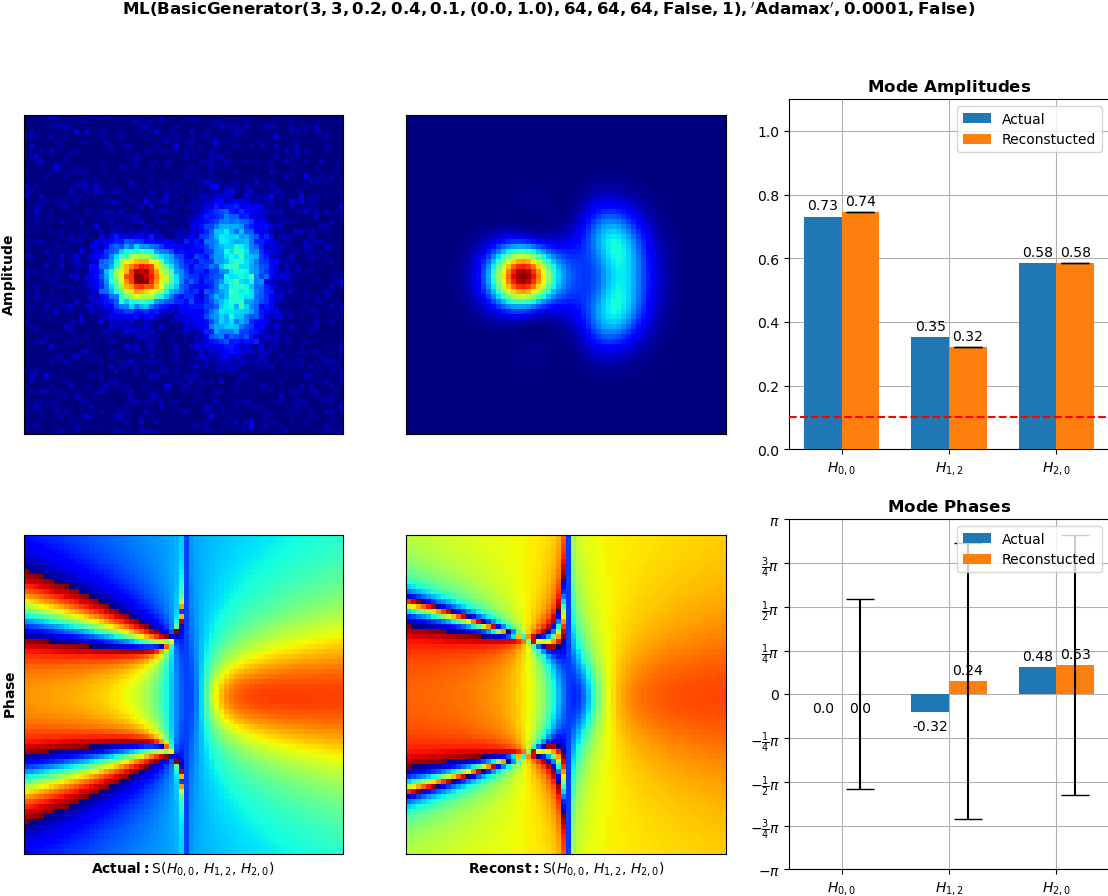 ML(BasicGenerator(3, 3, 0.2, 0.4, 0.1, (0.0, 1.0), 64, 64, 64, False, 1), ′Adamax′, 0.0001, False)
Amplitude
Mode Amplitudes
Actual
Reconstucted
1.0
0.8
0.6
0.4
0.2
0.0
0.73
0.74
0.35
0.32
0.58
0.58
H0,0
H1,2
H2,0
Phase
Actual: S(H0,0, H1,2, H2,0)
Reconst: S(H0,0, H1,2, H2,0)
Mode Phases
Actual
Reconstucted
π
3/4π
1/2π
1/4π
0
−1/4π
−1/2π
−3/4π
−π
0.0
0.0
-0.32
0.24
0.48
0.53
H0,0
H1,2
H2,0